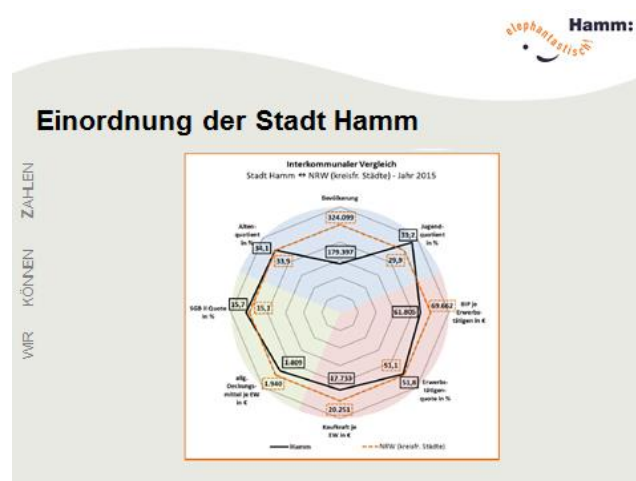 elephantastisch!
Hamm:
Einordnung der Stadt Hamm
WIR KÖNNEN ZAHLEN
Interkommunaler Vergleich
Stadt Hamm ↔ NRW (kreisfr. Städte) - Jahr 2015
Bevölkerung
324.099
179.397
Jugend-
quotient
in %
33,2
29,9
BIP je
Erwerbs-
tätigen in €
69.662
61.805
Erwerbs-
tätigen-
quote in %
51,1
51,8
Kaufkraft je
EW in €
17.733
20.251
allg.
Deckungs-
mittel je EW
in €
1.809
1.940
SGB II Quote
in %
15,7
15,1
Alten-
quotient
in %
34,1
33,9
Hamm
NRW (kreisfr. Städte)